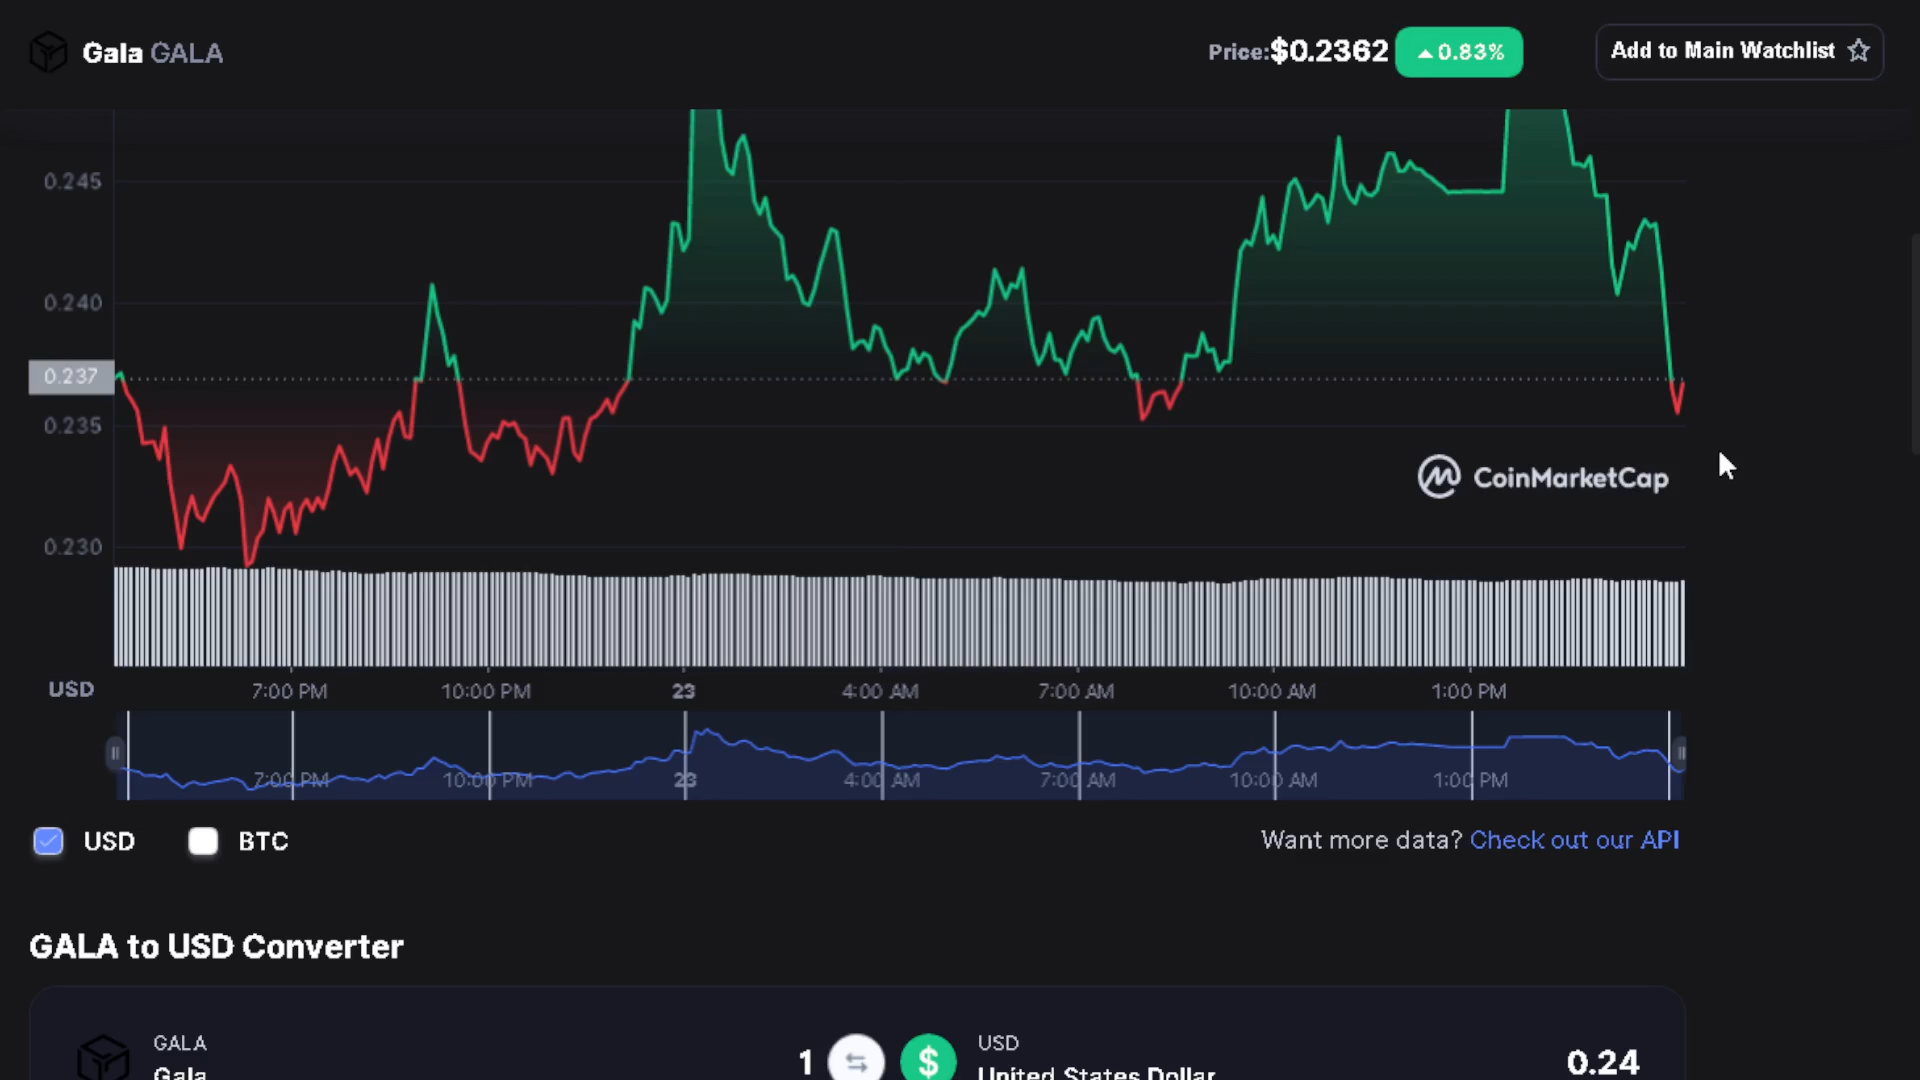 Gala GALA
Price:$0.2362
0.83%
Add to Main Watchlist
0.245
0.240
0.237
0.235
0.230
CoinMarketCap
USD
7:00 PM
10:00 PM
23
4:00 AM
7:00 AM
10:00 AM
1:00 PM
7:00 PM
10:00 PM
23
4:00 AM
7:00 AM
10:00 AM
1:00 PM
USD
BTC
Want more data? Check out our API
GALA to USD Converter
GALA
Gala
1
$
USD
United States Dollar
0.24